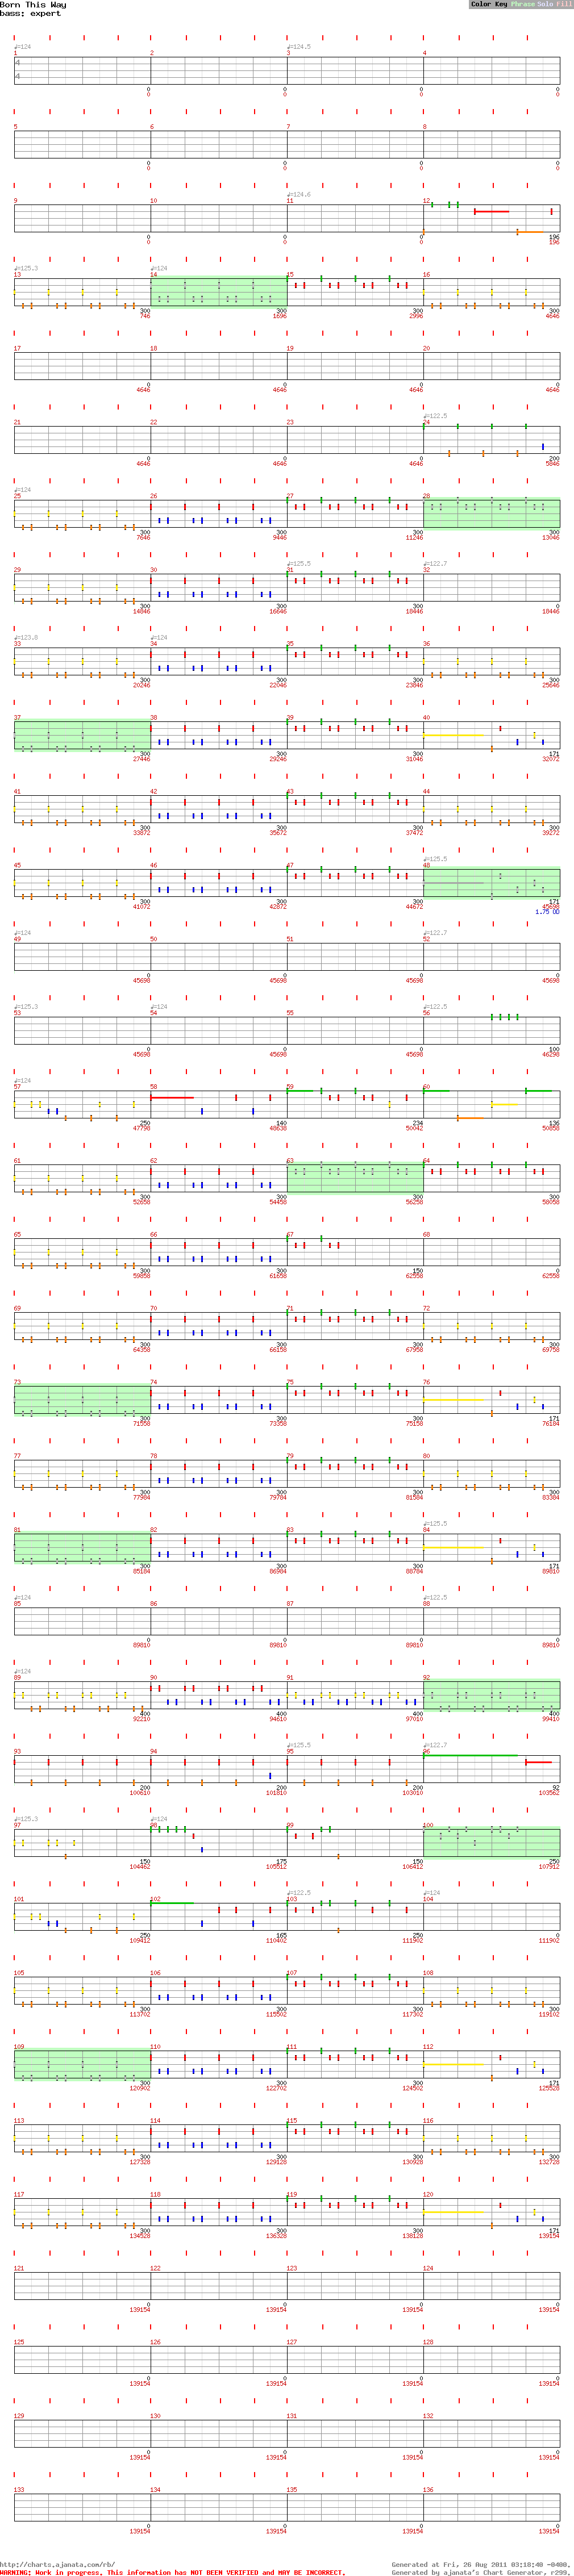 Born This Way
Color Key Phrase Solo Fill
bass: expert
♩=124 ♩=124.5
1 2 3 4
4
4
0 0 0 0
0 0 0 0
5 6 7 8
0 0 0 0
0 0 0 0
♩=124.6
9 10 11 12
0 0 0 196
0 0 0 196
♩=125.3 ♩=124
13 14 15 16
300 300 300 300
746 1696 2996 4646
17 18 19 20
0 0 0 0
4646 4646 4646 4646
♩=122.5
21 22 23 24
0 0 0 200
4646 4646 4646 5846
♩=124
25 26 27 28
300 300 300 300
7646 9446 11246 13046
♩=125.5 ♩=122.7
29 30 31 32
300 300 300 0
14846 16646 18446 18446
♩=123.8 ♩=124
33 34 35 36
300 300 300 300
20246 22046 23846 25646
37 38 39 40
300 300 300 171
27446 29246 31046 32072
41 42 43 44
300 300 300 300
33872 35672 37472 39272
♩=125.5
45 46 47 48
300 300 300 171
41072 42872 44672 45698
1.75 OD
♩=124 ♩=122.7
49 50 51 52
0 0 0 0
45698 45698 45698 45698
♩=125.3 ♩=124 ♩=122.5
53 54 55 56
0 0 0 100
45698 45698 45698 46298
♩=124
57 58 59 60
250 140 234 136
47798 48638 50042 50858
61 62 63 64
300 300 300 300
52658 54458 56258 58058
65 66 67 68
300 300 150 0
59858 61658 62558 62558
69 70 71 72
300 300 300 300
64358 66158 67958 69758
73 74 75 76
300 300 300 171
71558 73358 75158 76184
77 78 79 80
300 300 300 300
77984 79784 81584 83384
♩=125.5
81 82 83 84
300 300 300 171
85184 86984 88784 89810
♩=124 ♩=122.5
85 86 87 88
0 0 0 0
89810 89810 89810 89810
♩=124
89 90 91 92
400 400 400 400
92210 94610 97010 99410
♩=125.5 ♩=122.7
93 94 95 96
200 200 200 92
100610 101810 103010 103562
♩=125.3 ♩=124
97 98 99 100
150 175 150 250
104462 105512 106412 107912
♩=122.5 ♩=124
101 102 103 104
250 165 250 0
109412 110402 111902 111902
105 106 107 108
300 300 300 300
113702 115502 117302 119102
109 110 111 112
300 300 300 171
120902 122702 124502 125528
113 114 115 116
300 300 300 300
127328 129128 130928 132728
117 118 119 120
300 300 300 171
134528 136328 138128 139154
121 122 123 124
0 0 0 0
139154 139154 139154 139154
125 126 127 128
0 0 0 0
139154 139154 139154 139154
129 130 131 132
0 0 0 0
139154 139154 139154 139154
133 134 135 136
0 0 0 0
139154 139154 139154 139154
http://charts.ajanata.com/rb/
Generated at Fri, 26 Aug 2011 03:18:40 -0400.
WARNING: Work in progress. This information has NOT BEEN VERIFIED and MAY BE INCORRECT.
Generated by ajanata's Chart Generator, r299.